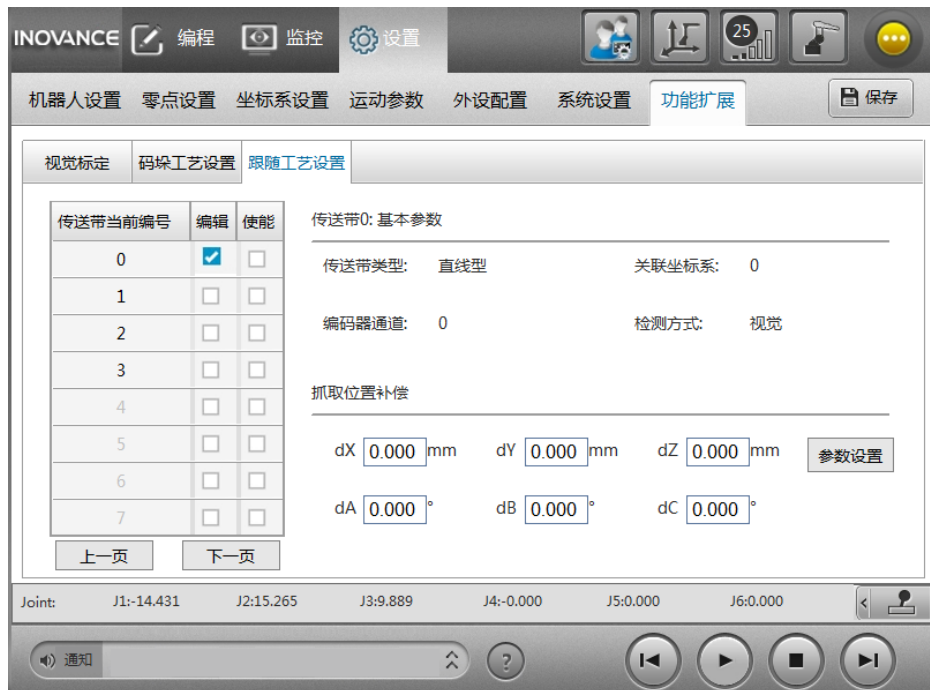 INOVANCE 编程 监控 设置 25
机器人设置 零点设置 坐标系设置 运动参数 外设配置 系统设置 功能扩展 保存
视觉标定 码垛工艺设置 跟随工艺设置
传送带当前编号 编辑 使能 传送带0: 基本参数
0 传送带类型: 直线型 关联坐标系: 0
1
2 编码器通道: 0 检测方式: 视觉
3
抓取位置补偿
4
5 dX 0.000 mm dY 0.000 mm dZ 0.000 mm 参数设置
6
7 dA 0.000 ° dB 0.000 ° dC 0.000 °
上一页 下一页
Joint: J1:-14.431 J2:15.265 J3:9.889 J4:-0.000 J5:0.000 J6:0.000 <
通知 ?